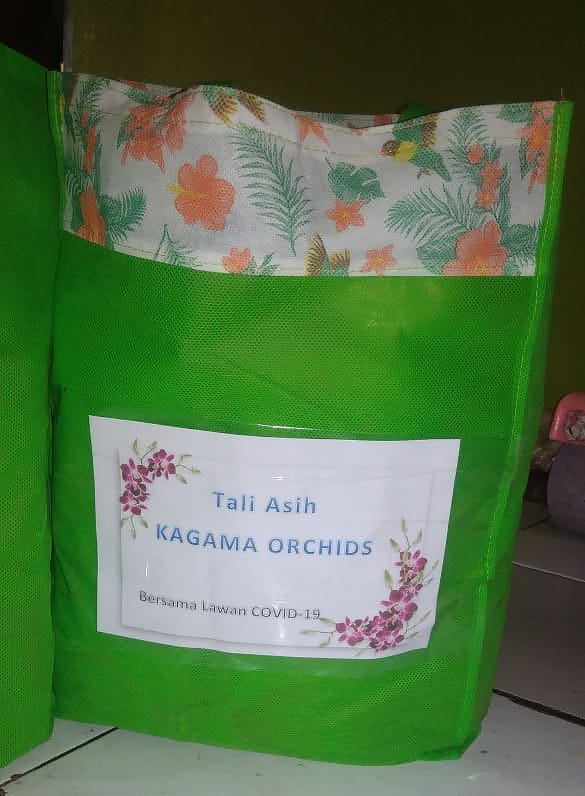 Tali Asih
KAGAMA ORCHIDS
Bersama Lawan COVID-19